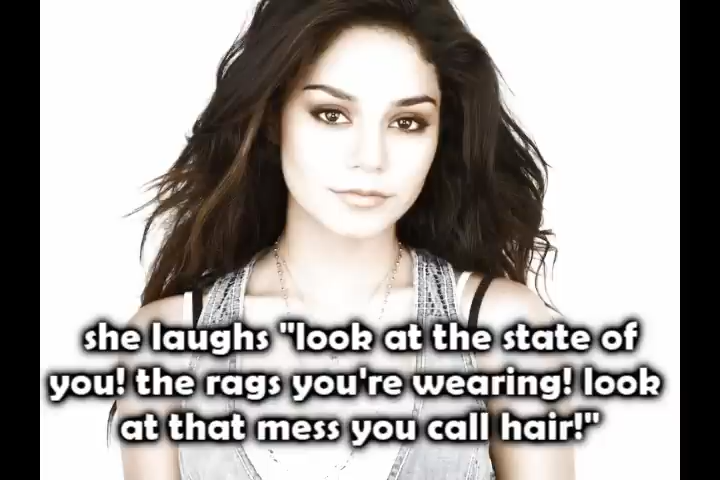 she laughs "look at the state of
you! the rags you're wearing! look
at that mess you call hair!"